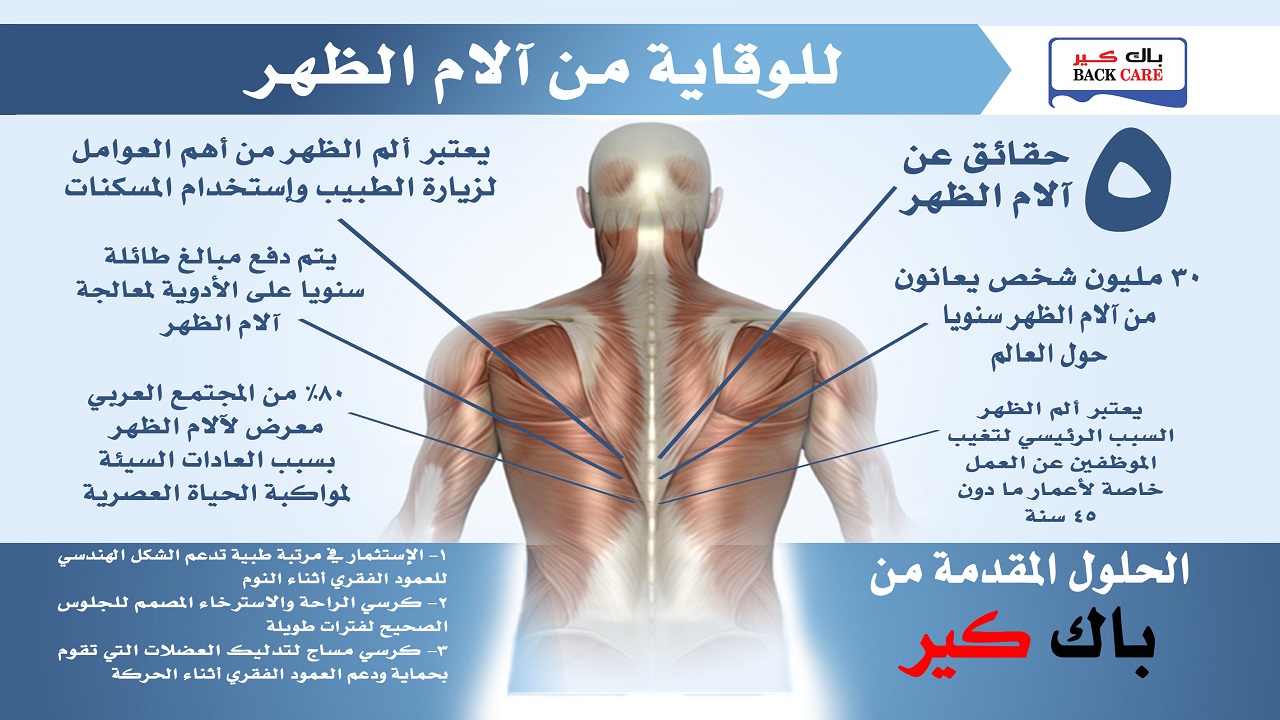 باك كير
BACK CARE
للوقاية من آلام الظهر
٥
حقائق عن
آلام الظهر
٣٠ مليون شخص يعانون
من آلام الظهر سنويا
حول العالم
يعتبر ألم الظهر
السبب الرئيسي لتغيب
الموظفين عن العمل
خاصة لأعمار ما دون
٤٥ سنة
يعتبر ألم الظهر من أهم العوامل
لزيارة الطبيب وإستخدام المسكنات
يتم دفع مبالغ طائلة
سنويا على الأدوية لمعالجة
آلام الظهر
٨٠٪ من المجتمع العربي
معرض لآلام الظهر
بسبب العادات السيئة
لمواكبة الحياة العصرية
الحلول المقدمة من
باك كير
١- الإستثمار في مرتبة طبية تدعم الشكل الهندسي
للعمود الفقري أثناء النوم
٢- كرسي الراحة والاسترخاء المصمم للجلوس
الصحيح لفترات طويلة
٣- كرسي مساج لتدليك العضلات التي تقوم
بحماية ودعم العمود الفقري أثناء الحركة